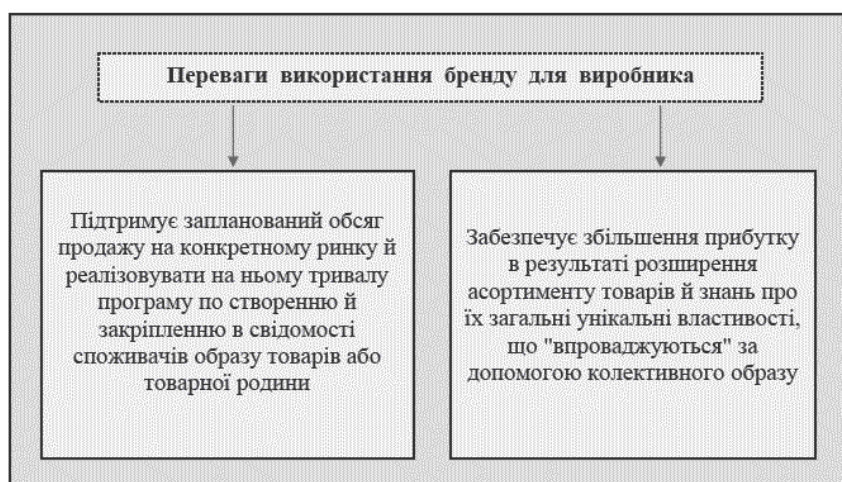 Переваги використання бренду для виробника
Підтримує запланований обсяг
продажу на конкретному ринку й
реалізовувати на ньому тривалу
програму по створенню й
закріпленню в свідомості
споживачів образу товарів або
товарної родини
Забезпечує збільшення прибутку
в результаті розширення
асортименту товарів й знань про
їх загальні унікальні властивості,
що "впроваджуються" за
допомогою колективного образу